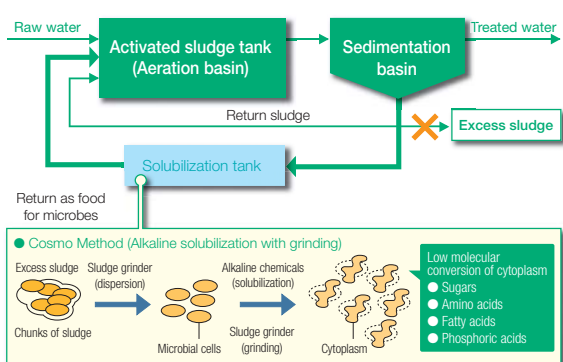 Raw water
Activated sludge tank
(Aeration basin)
Sedimentation
basin
Treated water
Return sludge
Excess sludge
Solubilization tank
Return as food
for microbes
● Cosmo Method (Alkaline solubilization with grinding)
Excess sludge
Chunks of sludge
Sludge grinder
(dispersion)
Microbial cells
Alkaline chemicals
(solubilization)
Sludge grinder
(grinding)
Cytoplasm
Low molecular
conversion of cytoplasm
● Sugars
● Amino acids
● Fatty acids
● Phosphoric acids